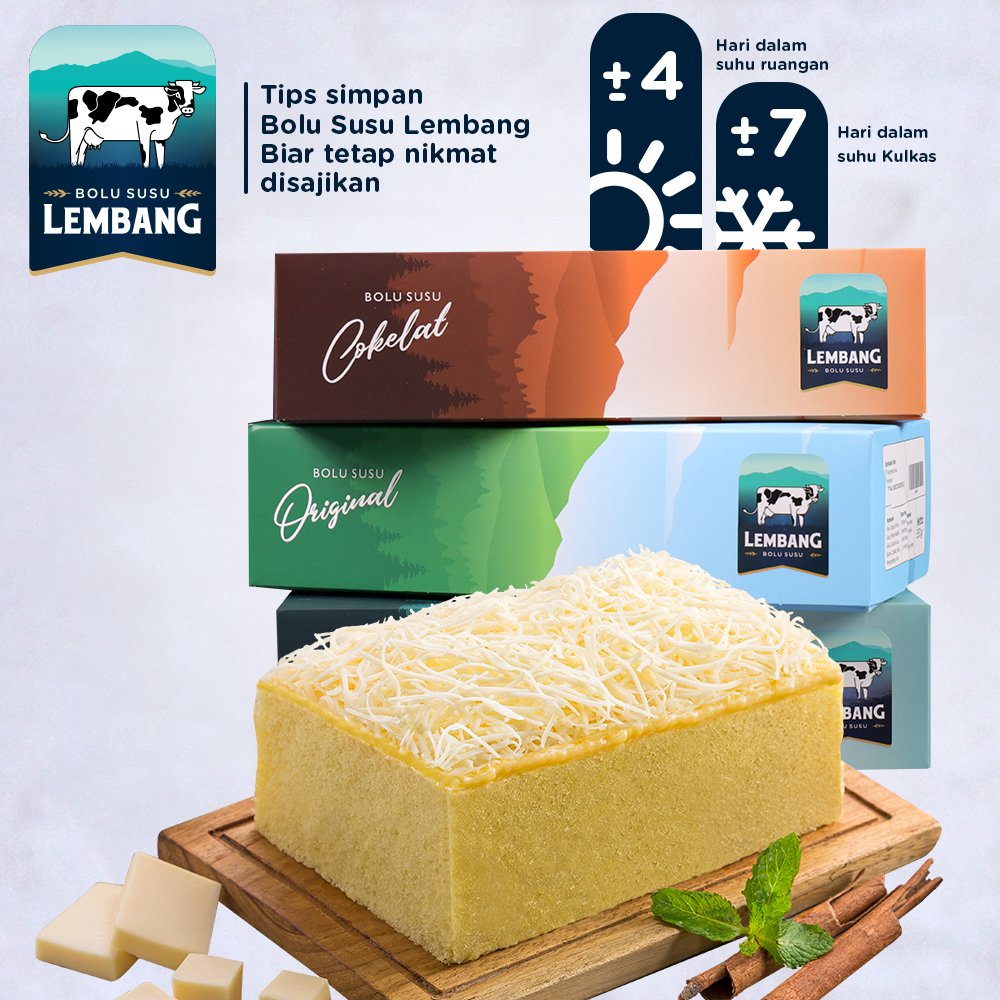 BOLU SUSU
LEMBANG
Tips simpan
Bolu Susu Lembang
Biar tetap nikmat
disajikan
±4
Hari dalam
suhu ruangan
±7
Hari dalam
suhu Kulkas
BOLU SUSU
Cokelat
LEMBANG
BOLU SUSU
BOLU SUSU
Original
LEMBANG
BOLU SUSU
BANG
SUSU